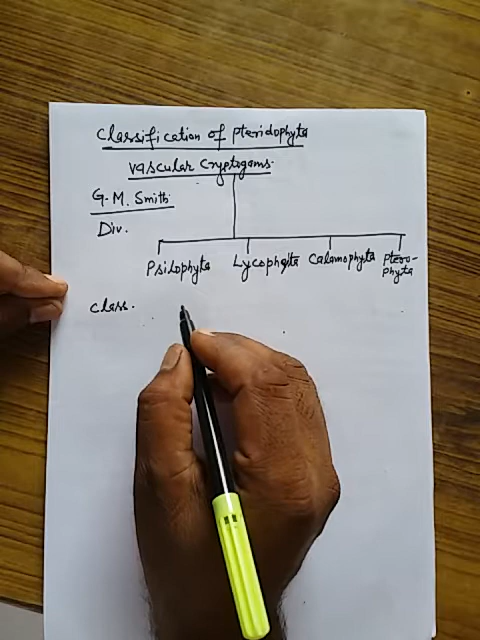 Classification of pteridophyta
Vascular Cryptogams.
G.M. Smith
Div.
Psilophyta Lycophyta Calamophyta Ptero-
phyta
class.